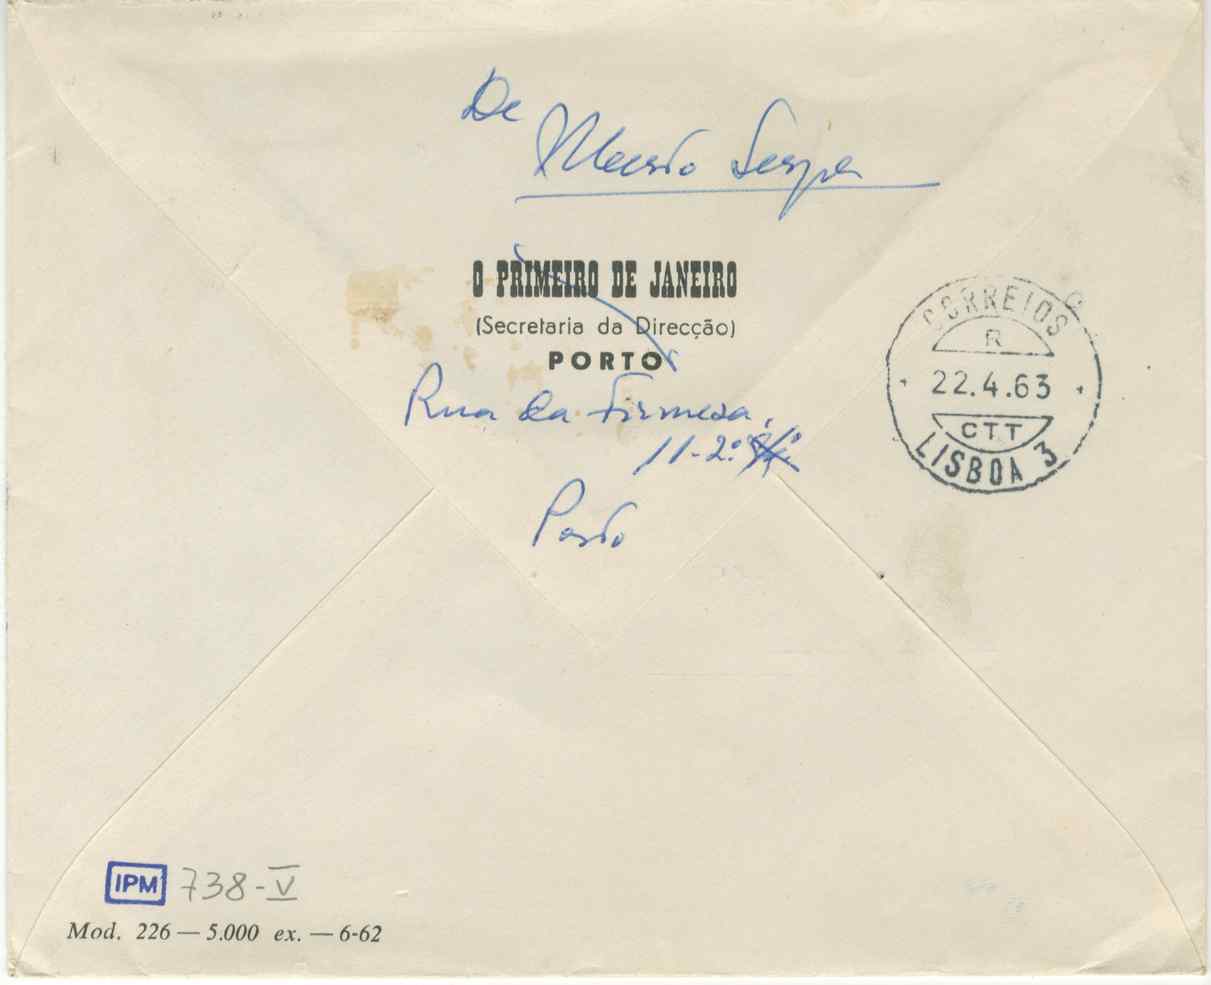 De
Mecurio Serpa
O PRIMEIRO DE JANEIRO
(Secretaria da Direcção)
PORTO
Rua da Firmeza,
11-2.º
Porto
CORREIOS
R
22.4.63
CTT
LISBOA 3
IPM 738-V
Mod. 226 — 5.000 ex. — 6-62